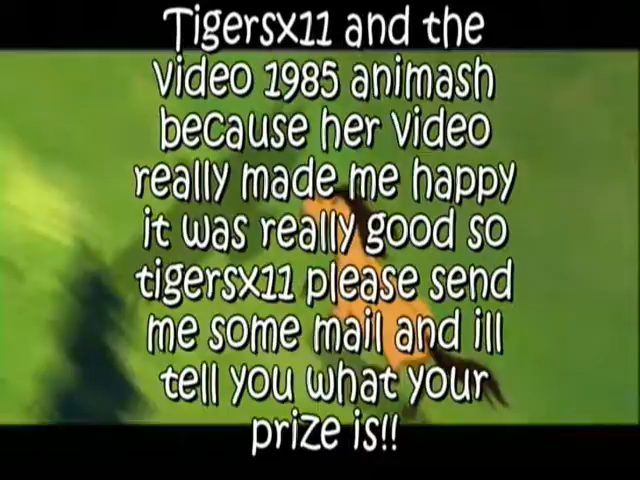 Tigersx11 and the
video 1985 animash
because her video
really made me happy
it was really good so
tigersx11 please send
me some mail and ill
tell you what your
prize is!!